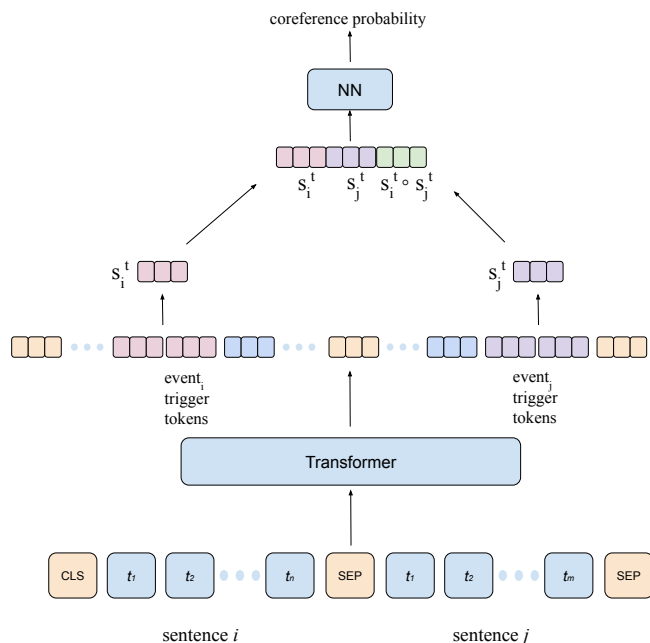 coreference probability
NN
S_i^t S_j^t S_i^t ∘ S_j^t
S_i^t
S_j^t
event_i
trigger
tokens
event_j
trigger
tokens
Transformer
CLS t_1 t_2 t_n SEP t_1 t_2 t_m SEP
sentence i sentence j